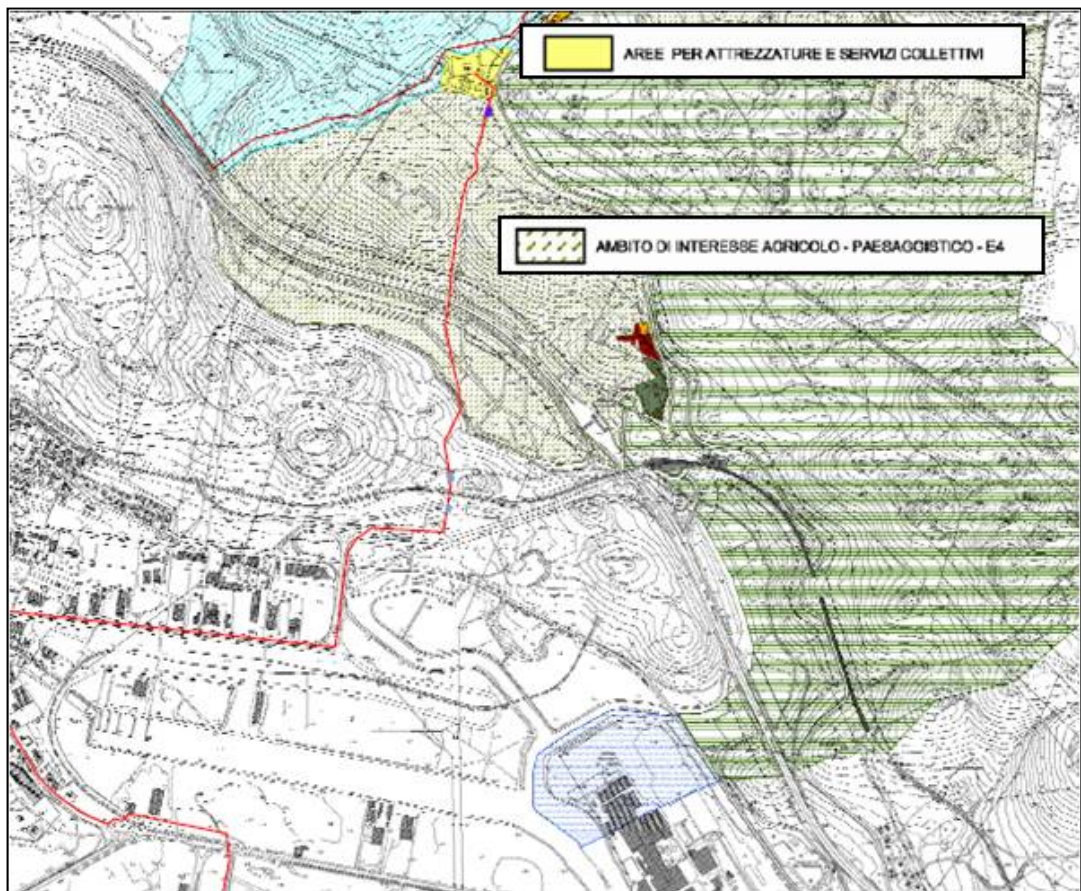 AREE PER ATTREZZATURE E SERVIZI COLLETTIVI
AMBITO DI INTERESSE AGRICOLO - PAESAGGISTICO - E4